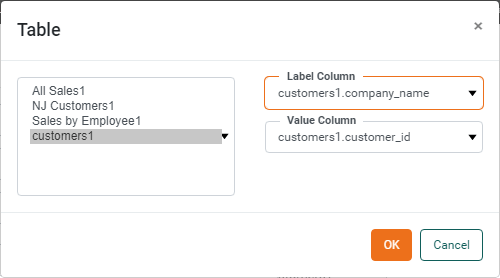 Table
×
All Sales1
NJ Customers1
Sales by Employee1
customers1
Label Column
customers1.company_name
Value Column
customers1.customer_id
OK
Cancel